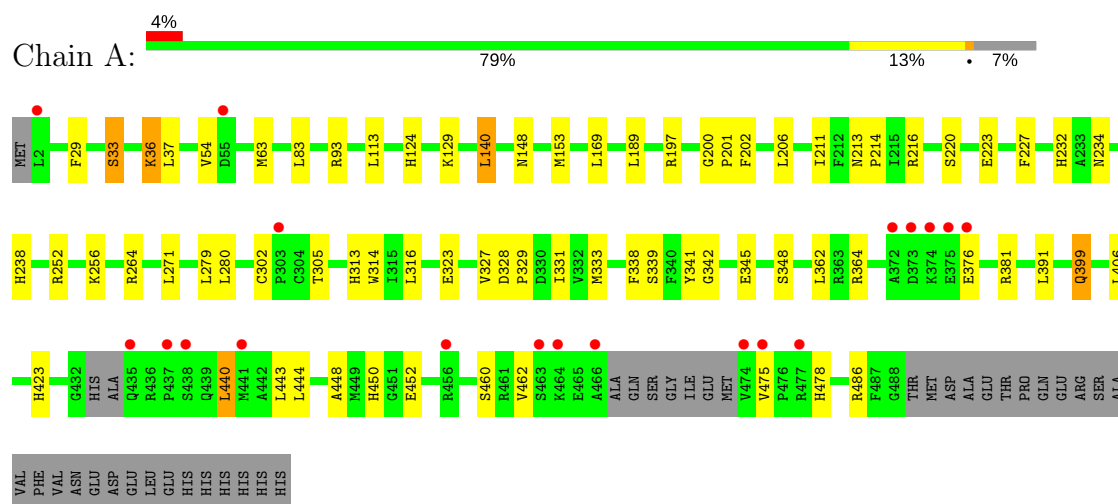 4%
Chain A:
79% 13% • 7%
MET L2 F29 S33 K36 L37 V54 D55 M63 L83 R93 L113 H124 K129 L140 N148 M153 L169 L189 R197 G200 P201 F202 L206 I211 F212 N213 P214 I215 R216 S220 E223 F227 H232 A233 N234
H238 R252 K256 R264 L271 L279 L280 C302 P303 C304 T305 H313 W314 I315 L316 E323 V327 D328 P329 D330 I331 V332 M333 F338 S339 F340 Y341 G342 E345 S348 L362 R363 R364 A372 D373 K374 E375 E376 R381 L391 Q399 L406
H423 G432 HIS ALA Q435 R436 P437 S438 Q439 L440 M441 A442 L443 L444 A448 M449 H450 G451 E452 R456 S460 R461 V462 S463 K464 E465 A466 ALA GLN SER GLY ILE GLU MET V474 V475 P476 R477 H478 R486 F487 G488 THR MET ASP ALA GLU THR PRO GLN GLU ARG SER ALA
VAL PHE VAL ASN GLU ASP GLU LEU GLU HIS HIS HIS HIS HIS HIS